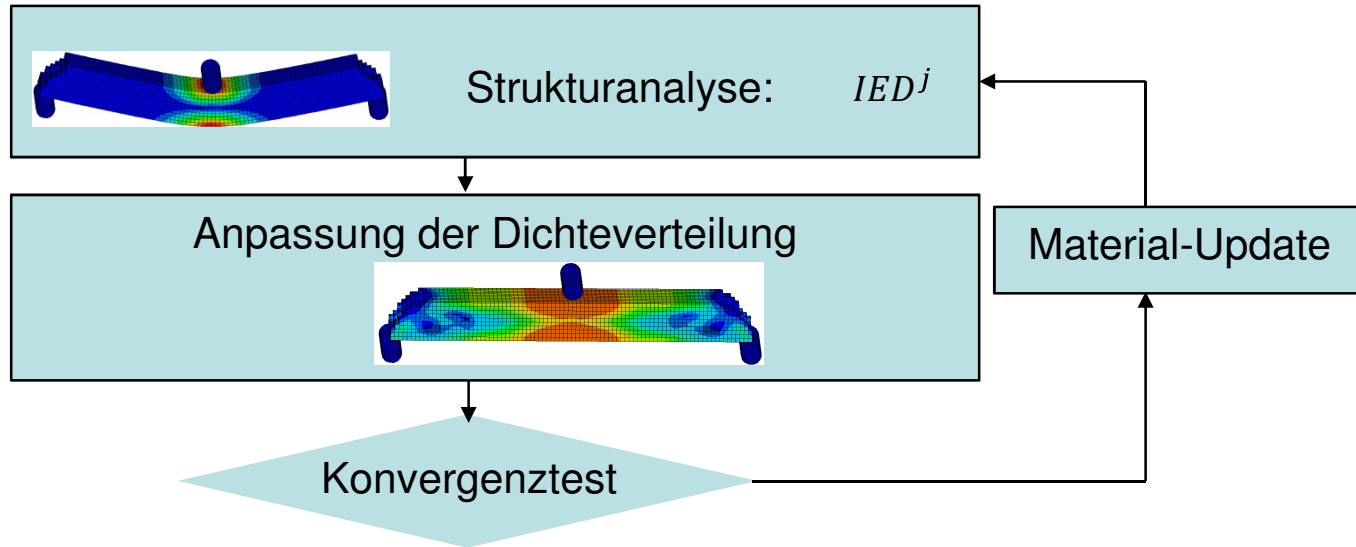 Strukturanalyse: IED^j
Anpassung der Dichteverteilung
Material-Update
Konvergenztest